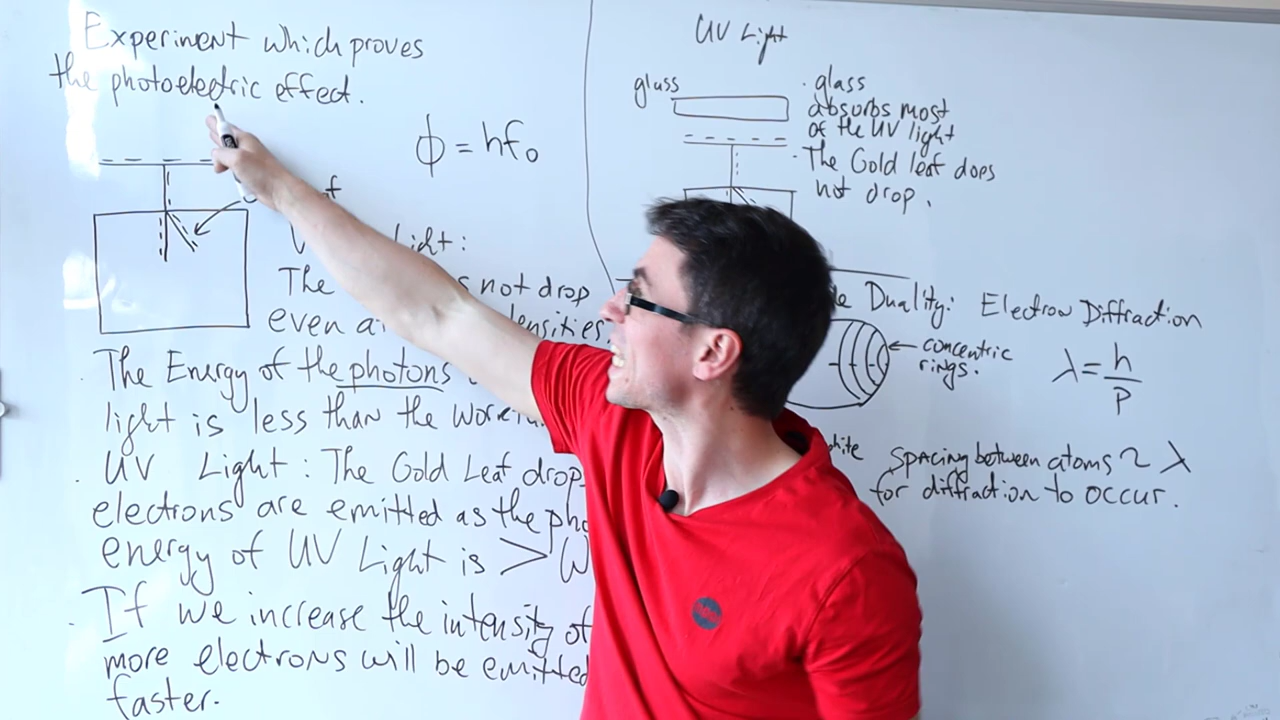 Experiment which proves
the photoelectric effect.
ϕ = hf₀
light:
The not drop
even
· The Energy of the photons
light is less than the
· UV Light : The Gold Leaf drop
electrons are emitted as the
energy of UV Light is >
· If we increase the intensity of
more electrons will be emitted
faster.
UV Light
glass
· glass
absorbs most
of the UV light
· The Gold leaf does
not drop.
Duality: Electron Diffraction
concentric
rings.
λ = h/p
spacing between atoms ~ λ
for diffraction to occur.